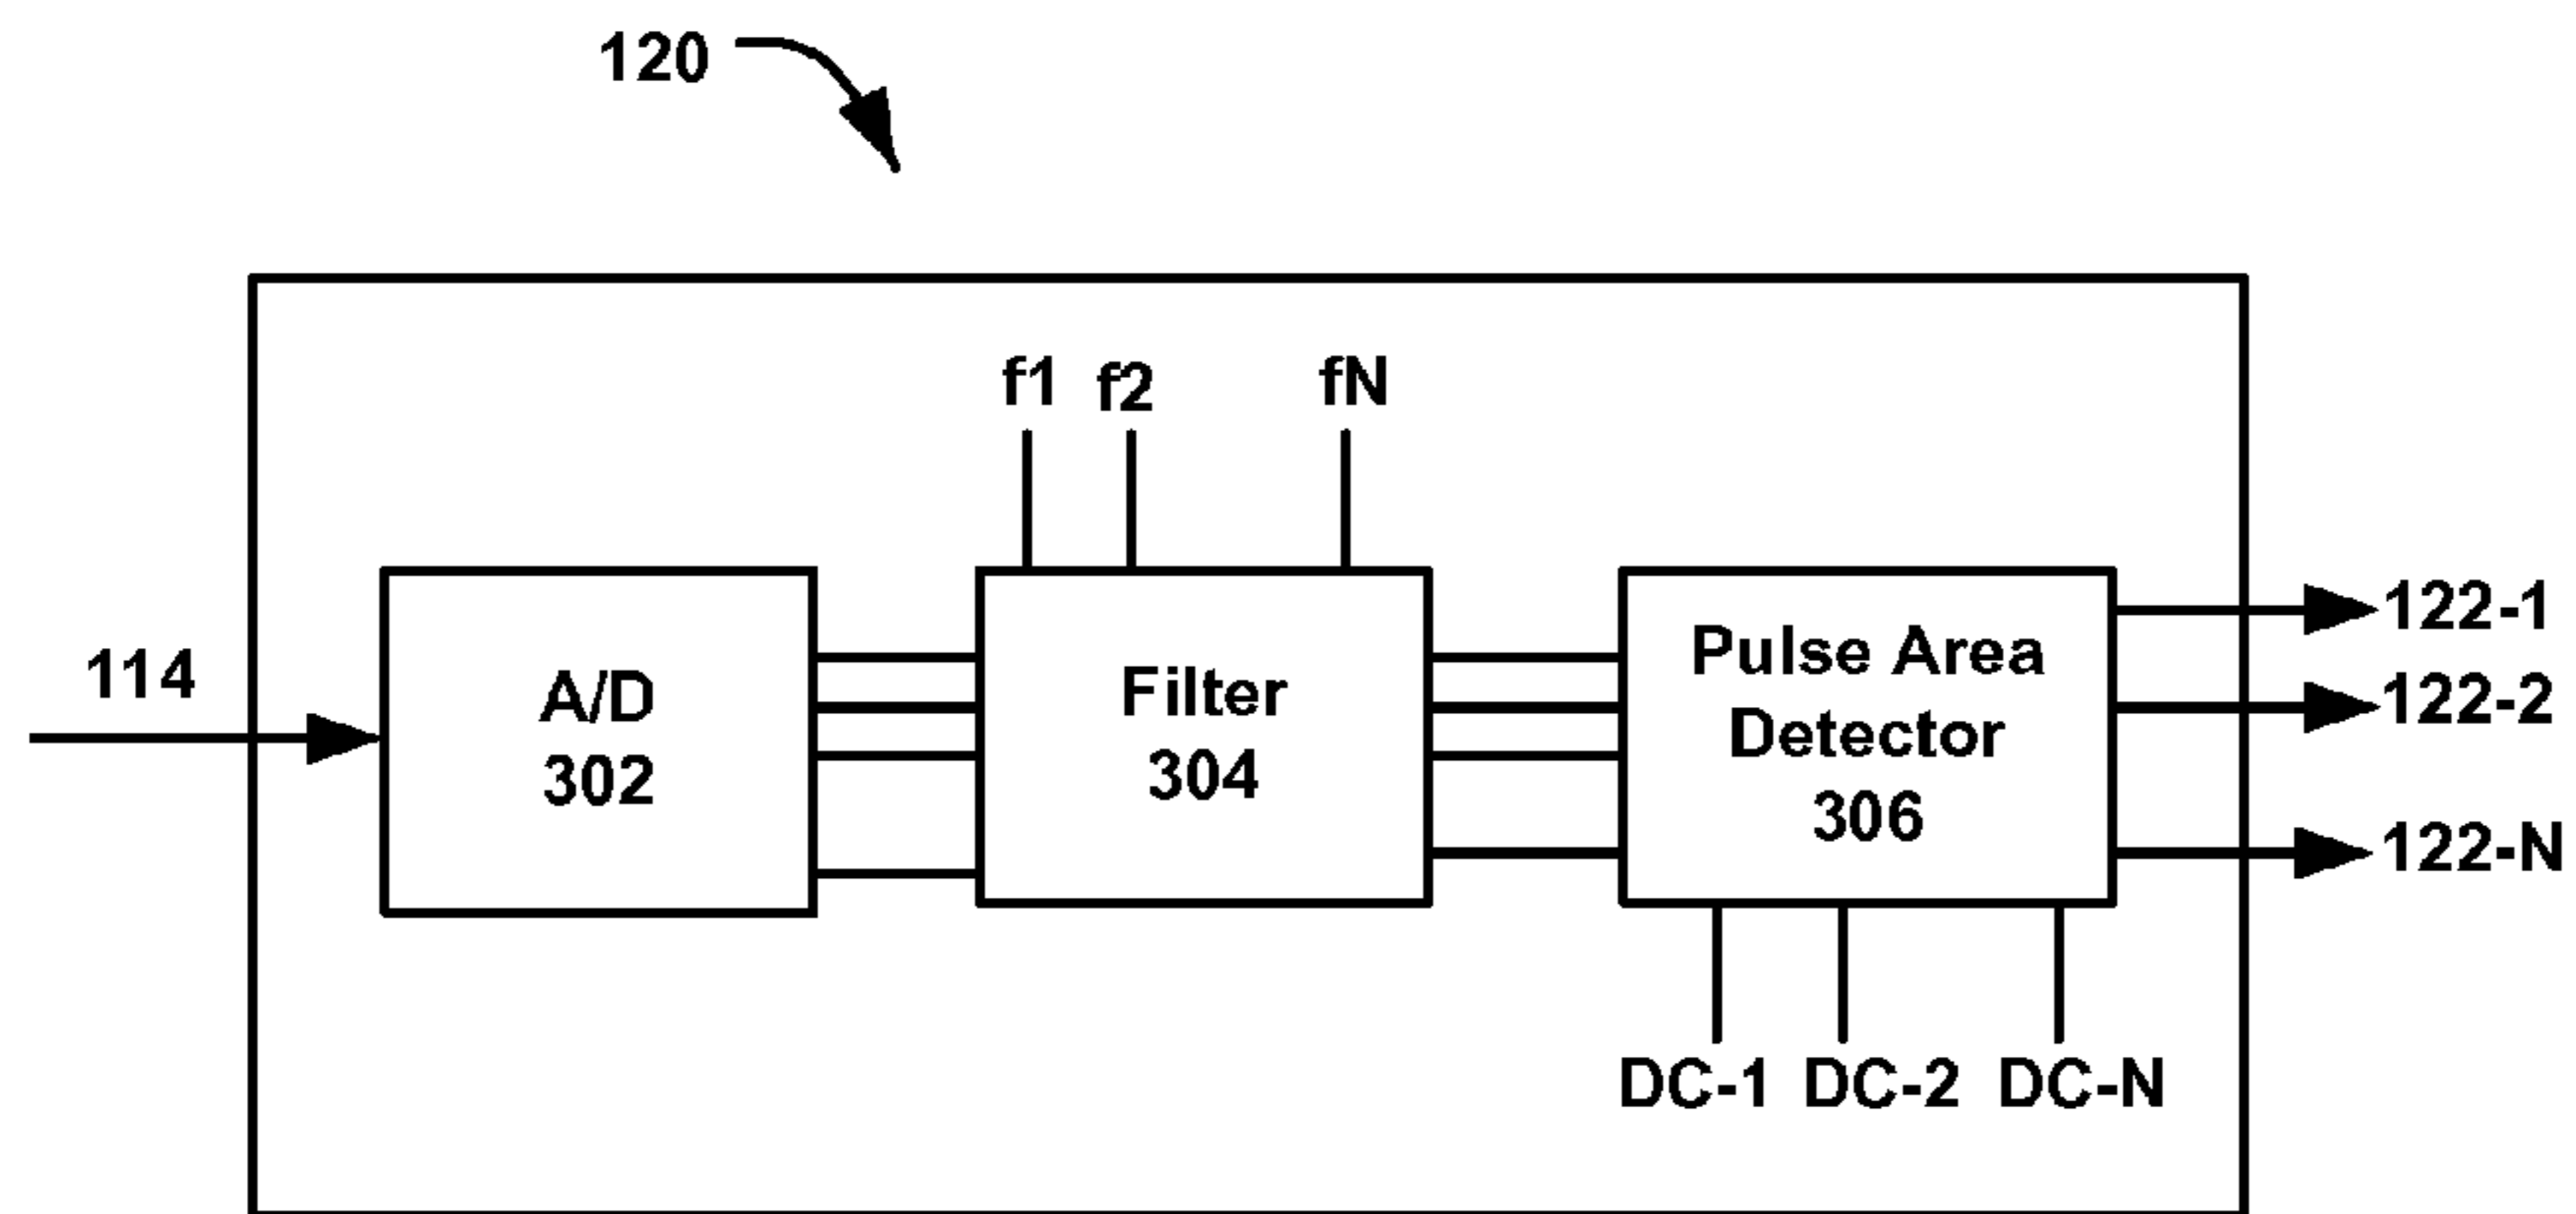 120
f1 f2 fN
114
A/D
302
Filter
304
Pulse Area
Detector
306
122-1
122-2
122-N
DC-1 DC-2 DC-N